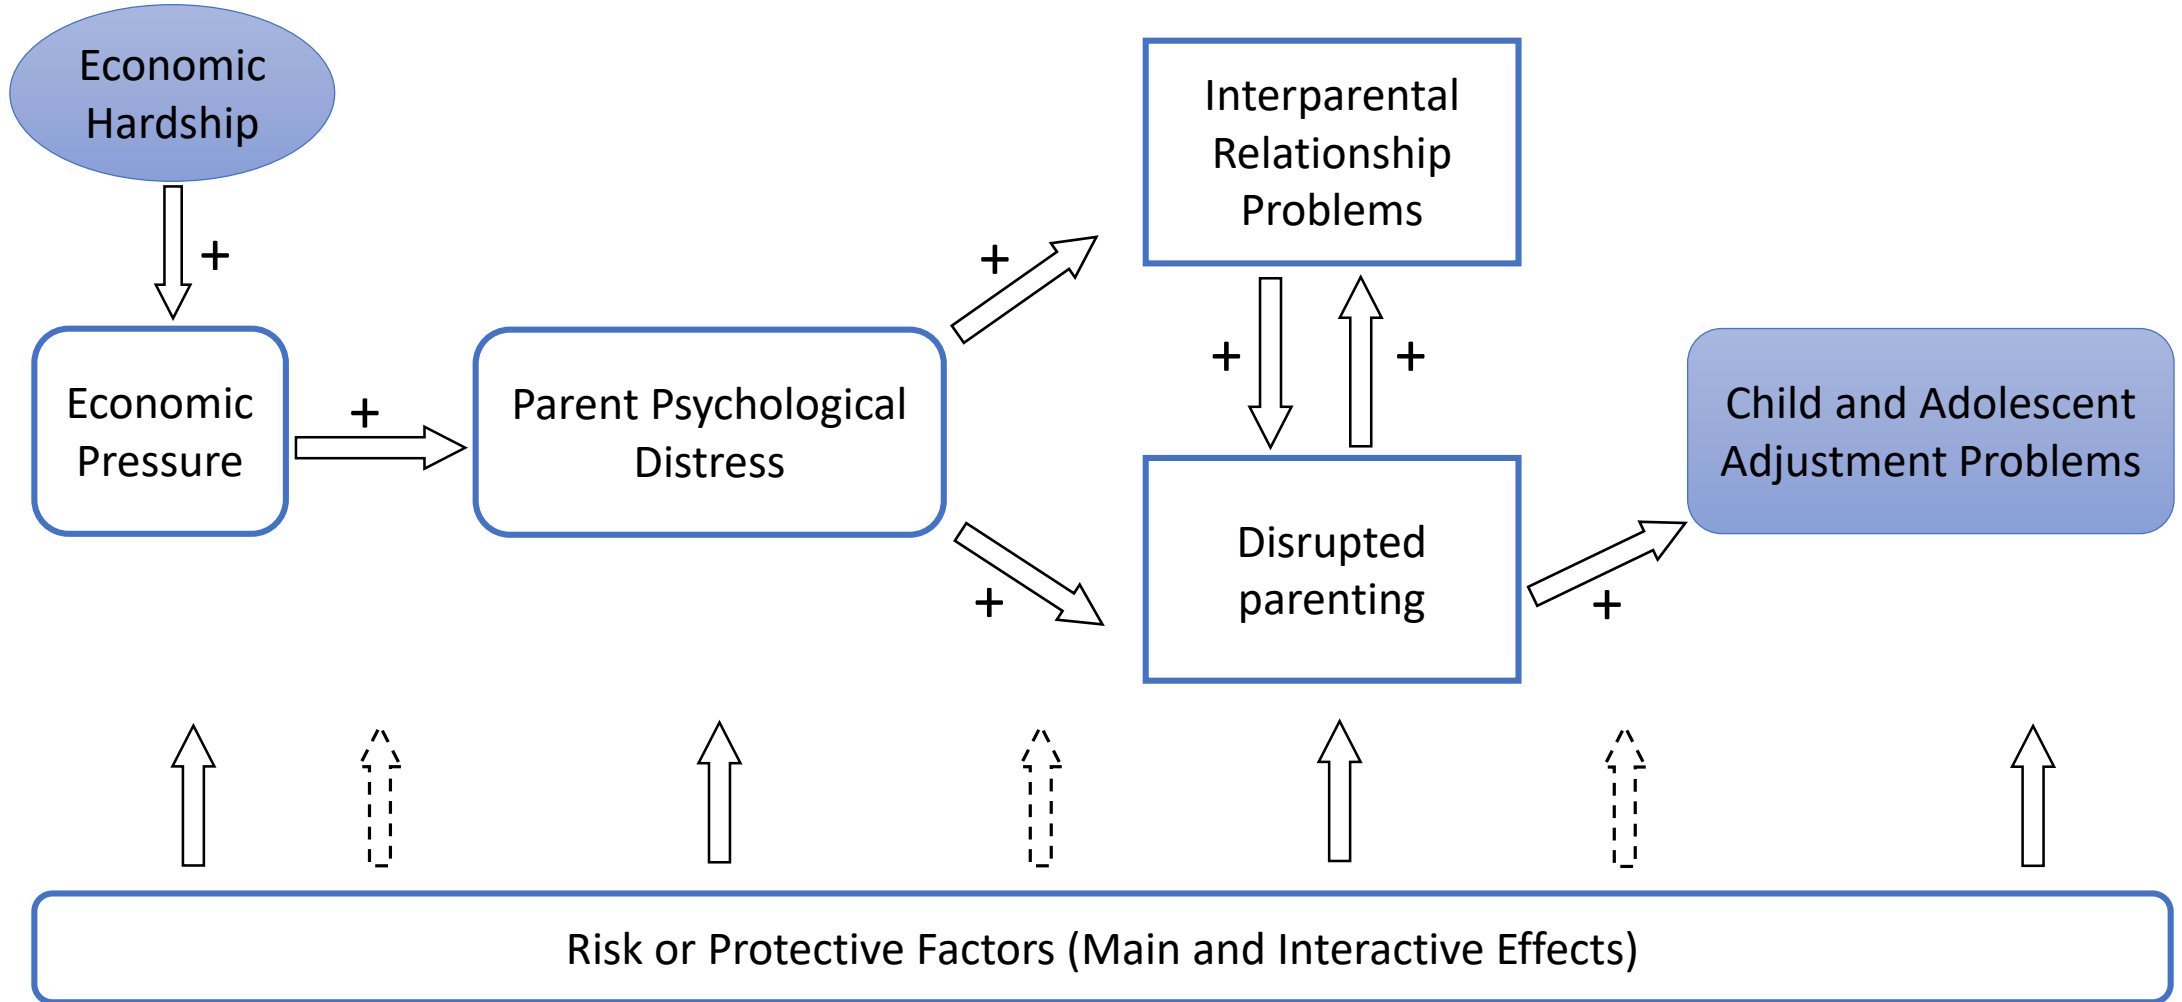 Economic
Hardship
+
Interparental
Relationship
Problems
+
+
+
+
Economic
Pressure
+
Parent Psychological
Distress
Child and Adolescent
Adjustment Problems
Disrupted
parenting
+
+
Risk or Protective Factors (Main and Interactive Effects)